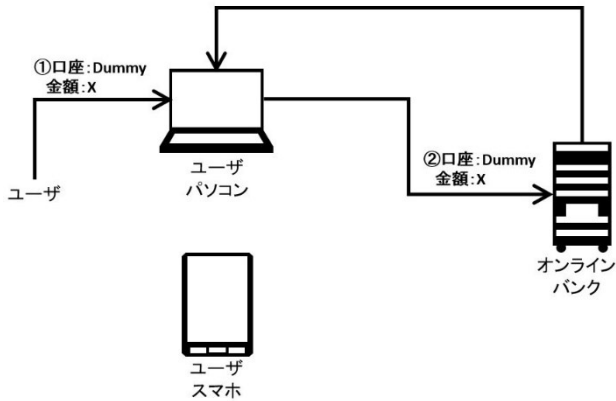 ①口座:Dummy
金額:X
ユーザ
パソコン
②口座:Dummy
金額:X
ユーザ
オンライン
バンク
ユーザ
スマホ